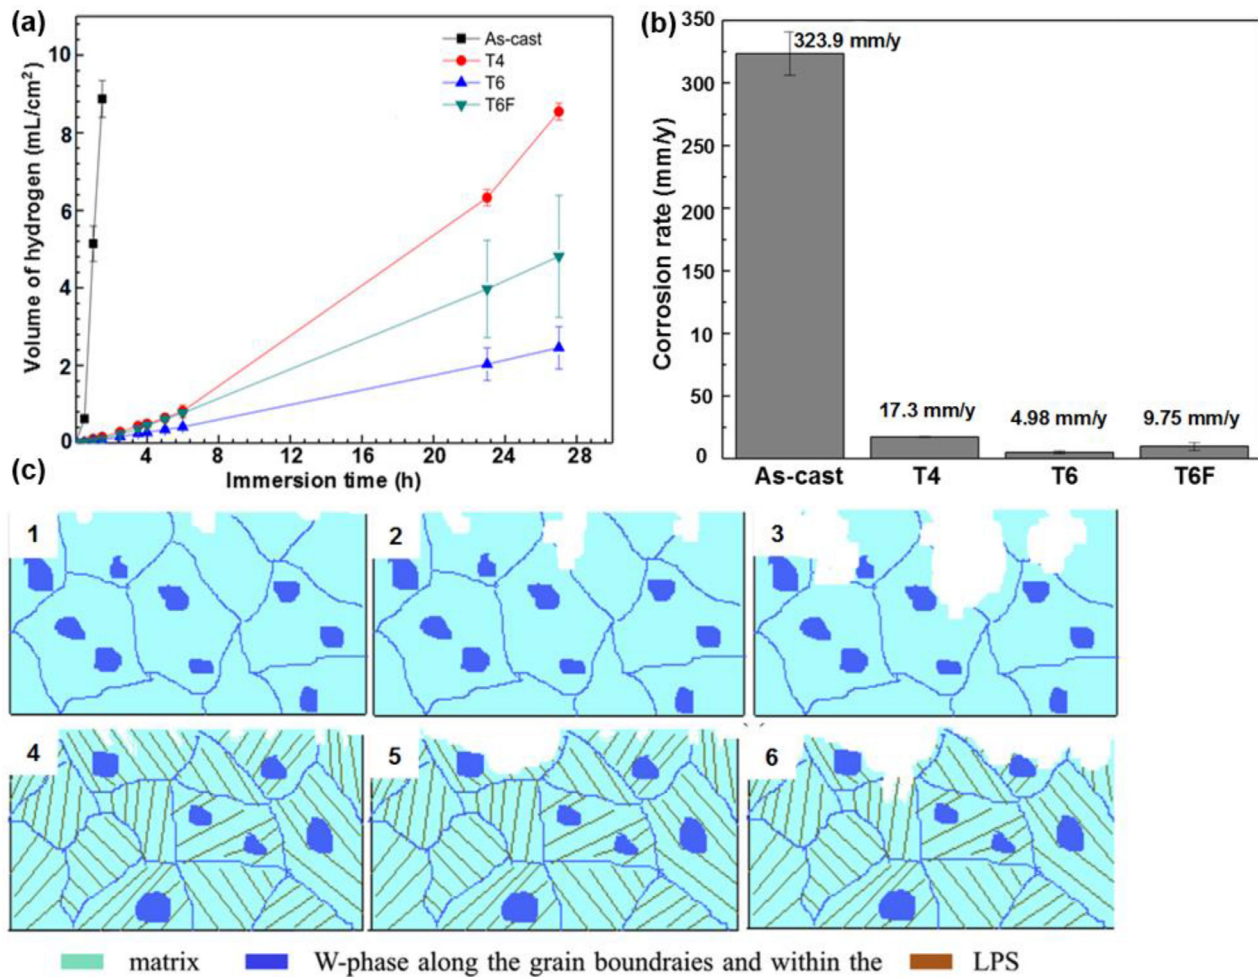 (a)
Volume of hydrogen (mL/cm²)
10
8
6
4
2
0
As-cast
T4
T6
T6F
4 8 12 16 20 24 28
Immersion time (h)
(b)
Corrosion rate (mm/y)
350
300
250
200
150
10
50
0
323.9 mm/y
17.3 mm/y
4.98 mm/y
9.75 mm/y
As-cast T4 T6 T6F
(c)
1 2 3
4 5 6
matrix W-phase along the grain boundraies and within the LPS